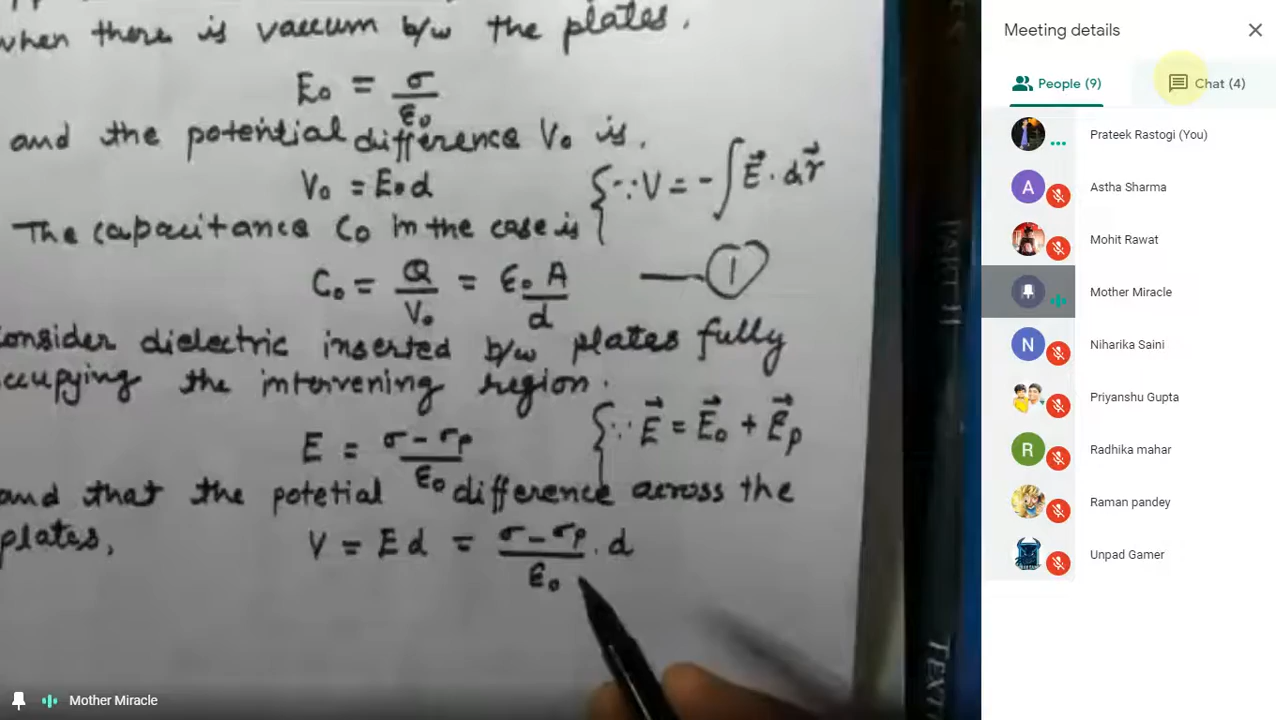 when there is vaccum b/w the plates.
E₀ = σ/ε₀
and the potential difference V₀ is.
V₀ = E₀d
{∵ V = -∫E⃗ . dr⃗
The capacitance C₀ in the case is
C₀ = Q/V₀ = ε₀A/d —— ①
consider dielectric inserted b/w plates fully
occupying the intervening region.
E = σ-σp/ε₀
{∵ E⃗ = E⃗₀ + E⃗p
and that the potetial difference across the
plates,
V = Ed = σ-σp/ε₀ . d
PART II
Mother Miracle
Meeting details
People (9)
Chat (4)
Prateek Rastogi (You)
A Astha Sharma
Mohit Rawat
Mother Miracle
N Niharika Saini
Priyanshu Gupta
R Radhika mahar
Raman pandey
Unpad Gamer